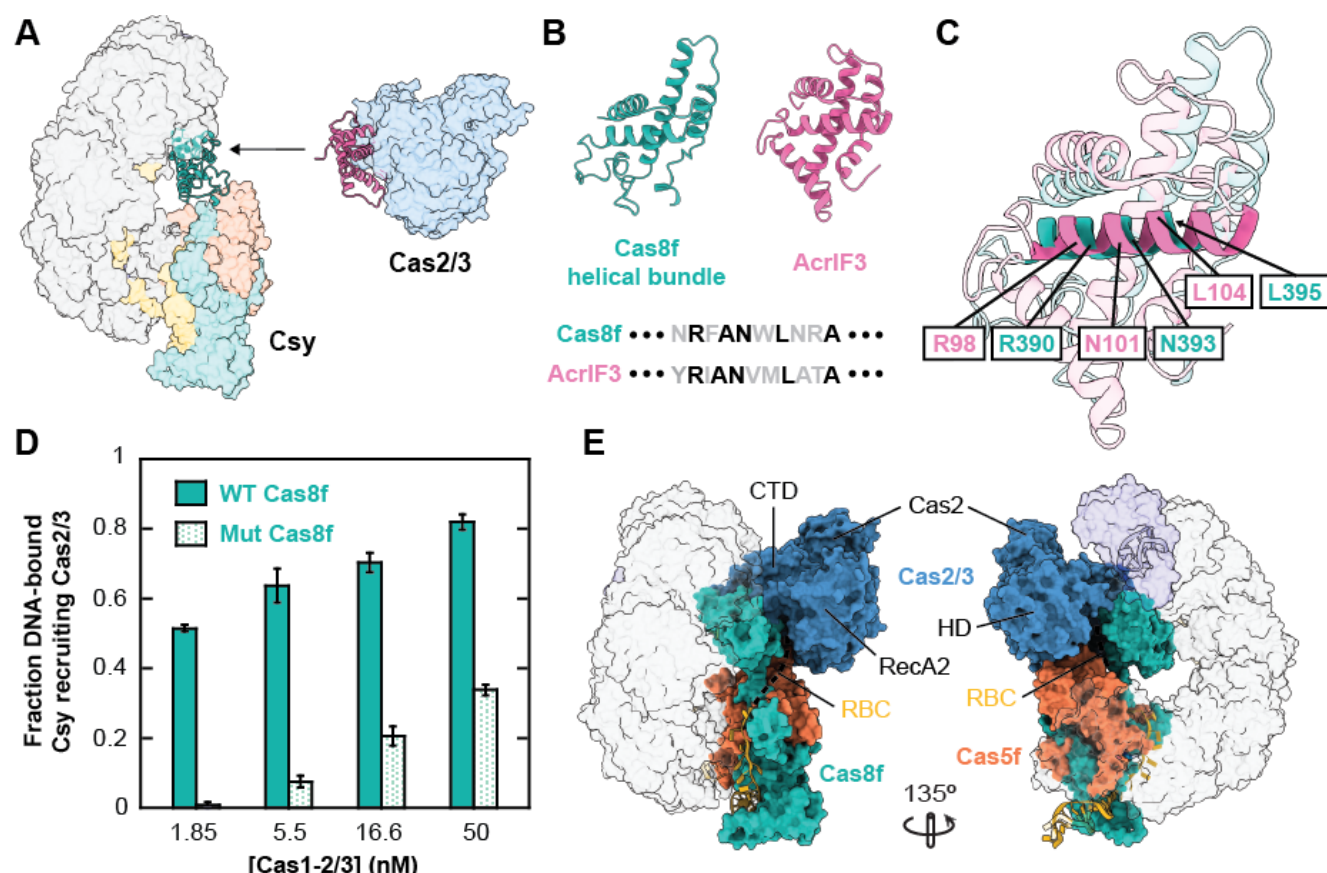 A
Cas2/3
Csy
B
Cas8f
helical bundle
AcrIF3
Cas8f ••• NRFANWLNRA •••
AcrIF3 ••• YRIANVMLATA •••
C
L104 L395
R98 R390 N101 N393
D
Fraction DNA-bound
Csy recruiting Cas2/3
1
0.8
0.6
0.4
0.2
0
WT Cas8f
Mut Cas8f
1.85 5.5 16.6 50
[Cas1-2/3] (nM)
E
CTD
Cas2
Cas2/3
HD
RecA2
RBC
RBC
Cas8f
Cas5f
135º